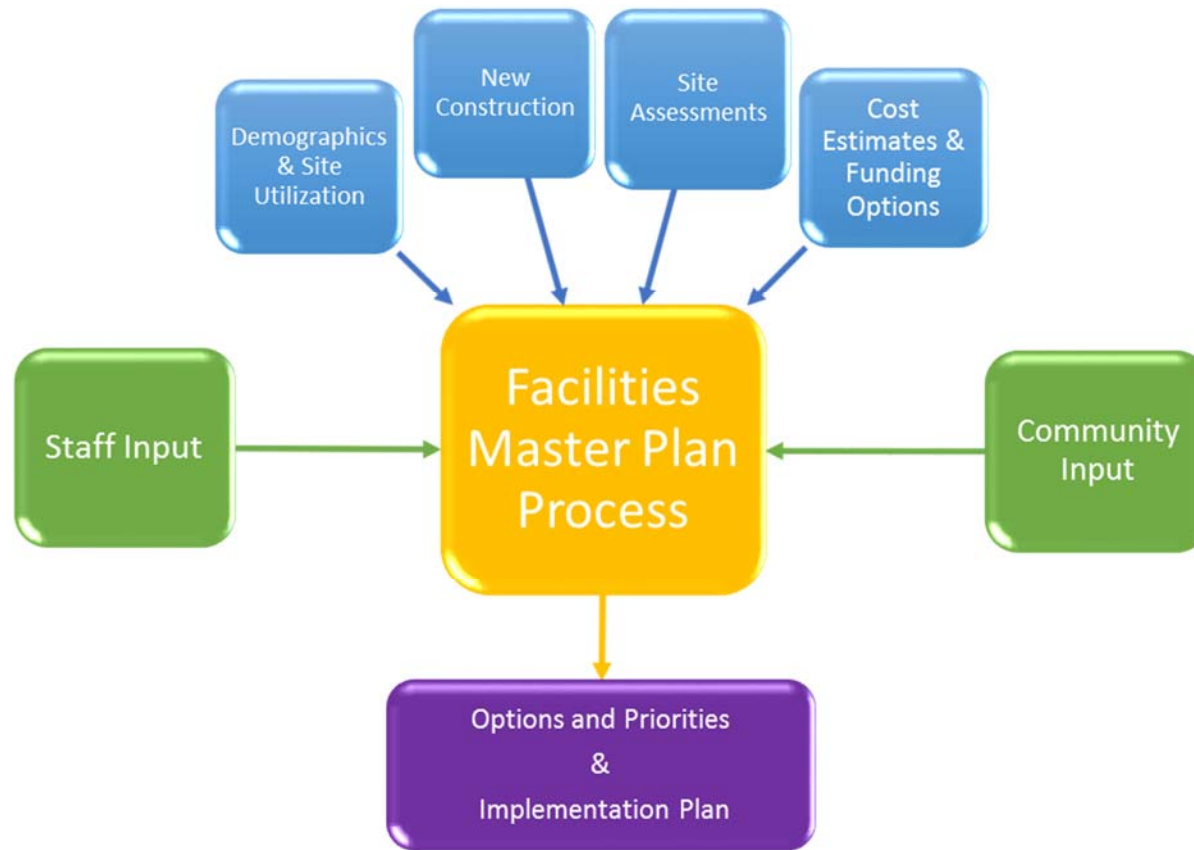 New
Construction
Site
Assessments
Demographics
& Site
Utilization
Cost
Estimates &
Funding
Options
Facilities
Master Plan
Process
Staff Input
Community
Input
Options and Priorities
&
Implementation Plan